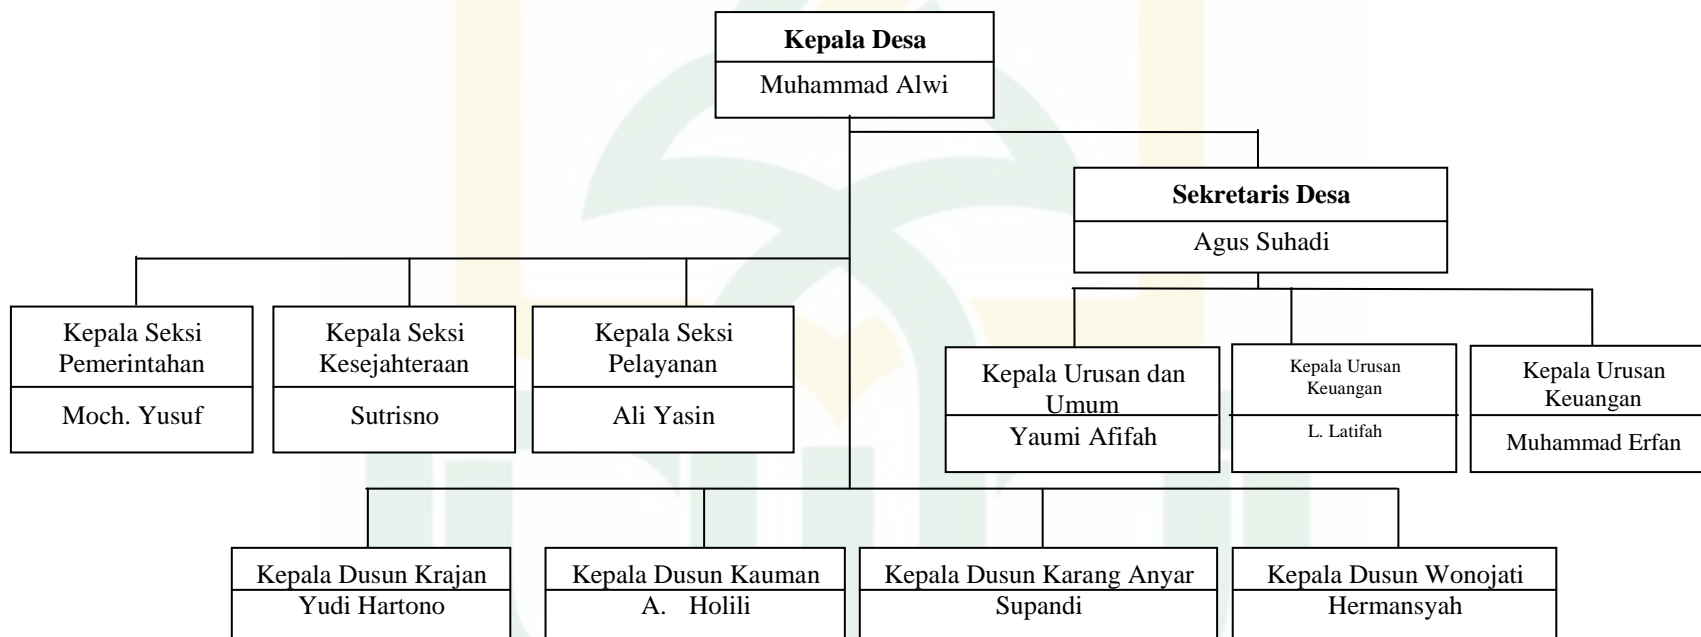 Kepala Desa
Muhammad Alwi
Sekretaris Desa
Agus Suhadi
Kepala Seksi
Pemerintahan
Moch. Yusuf
Kepala Seksi
Kesejahteraan
Sutrisno
Kepala Seksi
Pelayanan
Ali Yasin
Kepala Urusan dan
Umum
Yaumi Afifah
Kepala Urusan
Keuangan
L. Latifah
Kepala Urusan
Keuangan
Muhammad Erfan
Kepala Dusun Krajan
Yudi Hartono
Kepala Dusun Kauman
A. Holili
Kepala Dusun Karang Anyar
Supandi
Kepala Dusun Wonojati
Hermansyah